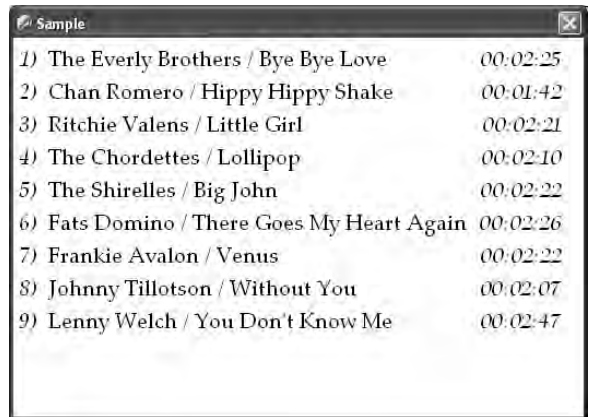 Sample
1) The Everly Brothers / Bye Bye Love 00:02:25
2) Chan Romero / Hippy Hippy Shake 00:01:42
3) Ritchie Valens / Little Girl 00:02:21
4) The Chordettes / Lollipop 00:02:10
5) The Shirelles / Big John 00:02:22
6) Fats Domino / There Goes My Heart Again 00:02:26
7) Frankie Avalon / Venus 00:02:22
8) Johnny Tillotson / Without You 00:02:07
9) Lenny Welch / You Don't Know Me 00:02:47